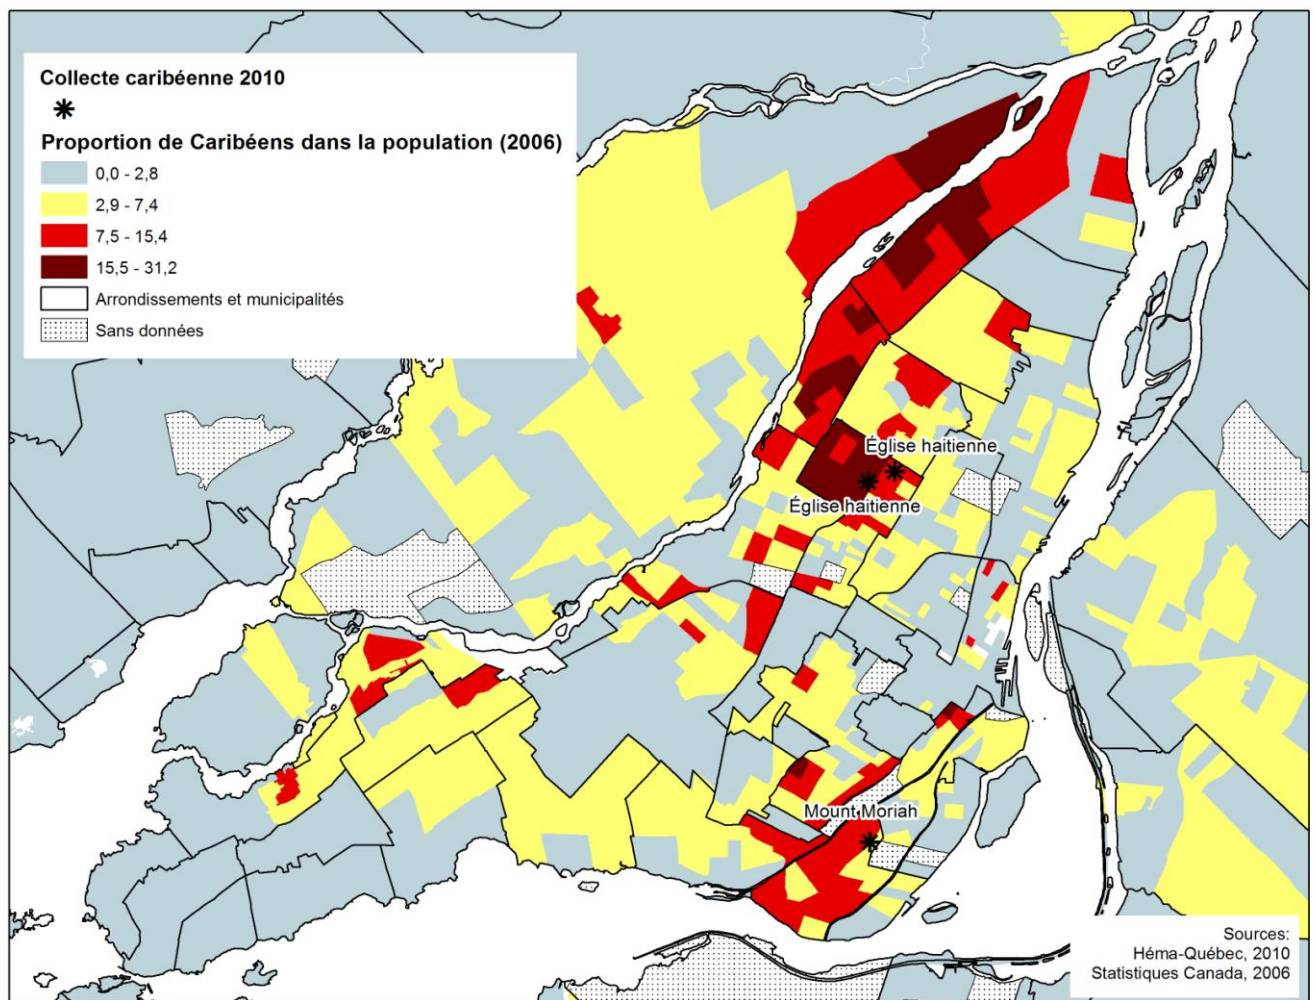 Collecte caribéenne 2010
Proportion de Caribéens dans la population (2006)
0,0 - 2,8
2,9 - 7,4
7,5 - 15,4
15,5 - 31,2
Arrondissements et municipalités
Sans données
Église haitienne
Église haitienne
Mount Moriah
Sources:
Héma-Québec, 2010
Statistiques Canada, 2006